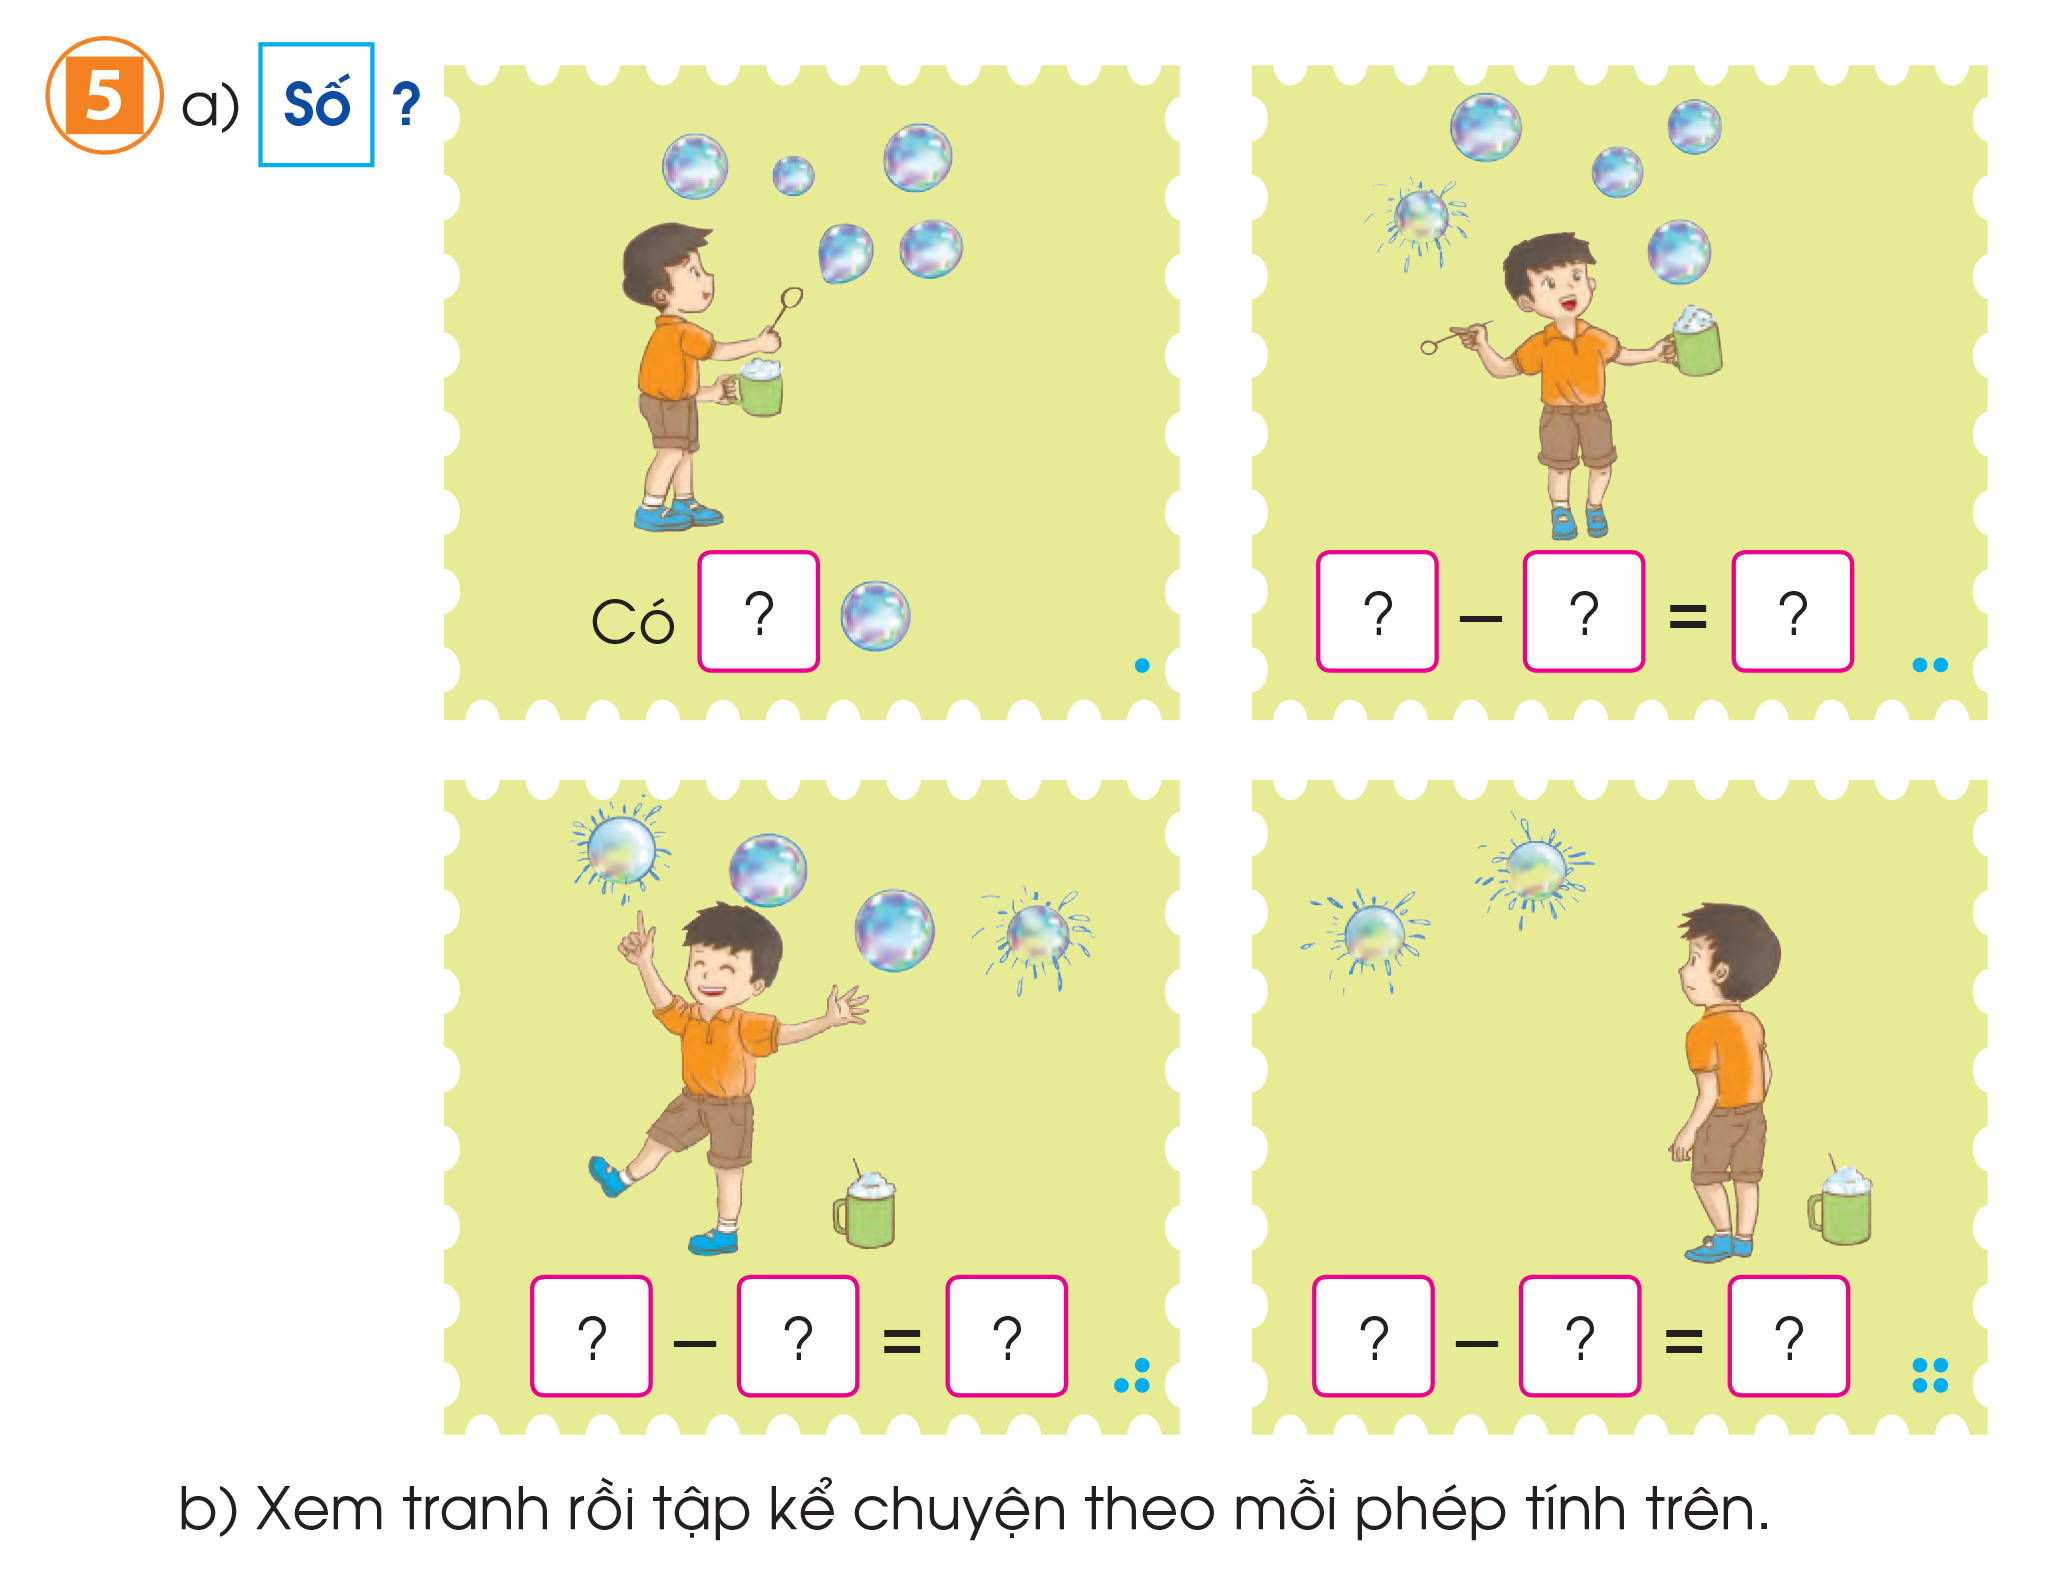 5 a) Số ?
Có ?
? – ? = ?
? – ? = ?
? – ? = ?
b) Xem tranh rồi tập kể chuyện theo mỗi phép tính trên.